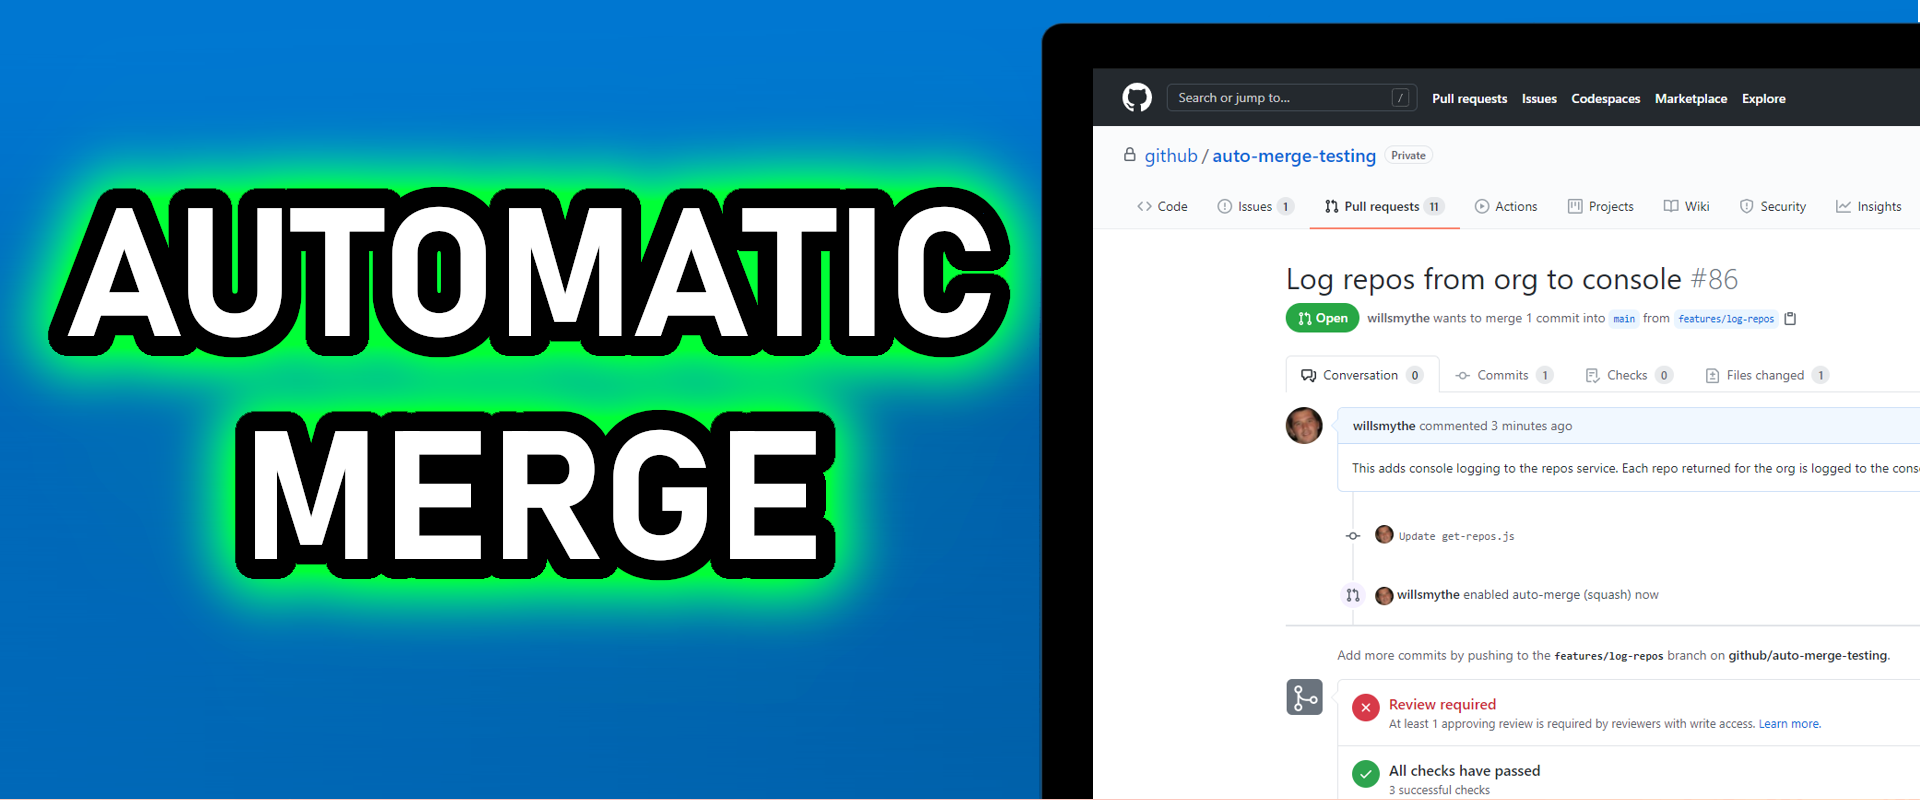 AUTOMATIC
MERGE
Search or jump to... /
Pull requests Issues Codespaces Marketplace Explore
github / auto-merge-testing Private
Code Issues 1 Pull requests 11 Actions Projects Wiki Security Insights
Log repos from org to console #86
Open willsmythe wants to merge 1 commit into main from features/log-repos
Conversation 0 Commits 1 Checks 0 Files changed 1
willsmythe commented 3 minutes ago
This adds console logging to the repos service. Each repo returned for the org is logged to the cons
Update get-repos.js
willsmythe enabled auto-merge (squash) now
Add more commits by pushing to the features/log-repos branch on github/auto-merge-testing.
Review required
At least 1 approving review is required by reviewers with write access. Learn more.
All checks have passed
3 successful checks